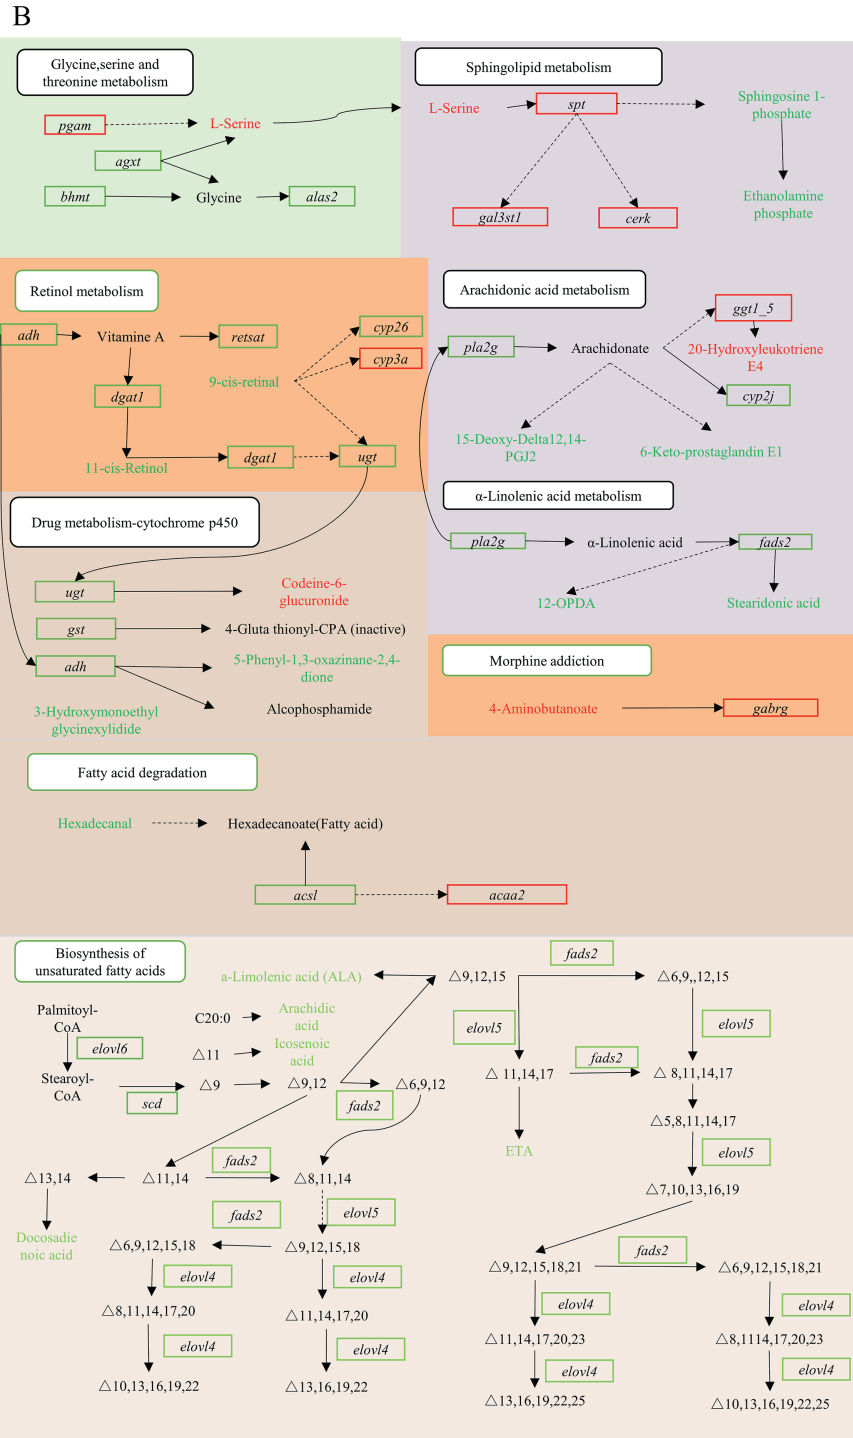 B
Glycine,serine and
threonine metabolism
pgam
L-Serine
agxt
bhmt
Glycine
alas2
Sphingolipid metabolism
L-Serine
spt
Sphingosine 1-
phosphate
gal3st1
cerk
Ethanolamine
phosphate
Retinol metabolism
adh
Vitamine A
retsat
cyp26
cyp3a
9-cis-retinal
dgat1
11-cis-Retinol
dgat1
ugt
Arachidonic acid metabolism
pla2g
Arachidonate
ggt1_5
20-Hydroxyleukotriene
E4
cyp2j
15-Deoxy-Delta12,14-
PGJ2
6-Keto-prostaglandin E1
α-Linolenic acid metabolism
pla2g
α-Linolenic acid
fads2
12-OPDA
Stearidonic acid
Drug metabolism-cytochrome p450
ugt
Codeine-6-
glucuronide
gst
4-Gluta thionyl-CPA (inactive)
adh
5-Phenyl-1,3-oxazinane-2,4-
dione
3-Hydroxymonoethyl
glycinexylidide
Alcophosphamide
Morphine addiction
4-Aminobutanoate
gabrg
Fatty acid degradation
Hexadecanal
Hexadecanoate(Fatty acid)
acsl
acaa2
Biosynthesis of
unsaturated fatty acids
a-Limolenic acid (ALA)
△9,12,15
fads2
△6,9,,12,15
Palmitoyl-
CoA
C20:0
Arachidic
acid
elovl5
elovl5
elovl6
△11
Icosenoic
acid
fads2
Stearoyl-
CoA
△9
△9,12
△6,9,12
△ 11,14,17
△ 8,11,14,17
scd
fads2
△5,8,11,14,17
ETA
elovl5
fads2
△13,14
△11,14
△8,11,14
△7,10,13,16,19
fads2
elovl5
Docosadie
noic acid
△6,9,12,15,18
△9,12,15,18
fads2
△9,12,15,18,21
△6,9,12,15,18,21
elovl4
elovl4
elovl4
elovl4
△8,11,14,17,20
△11,14,17,20
△11,14,17,20,23
△8,1114,17,20,23
elovl4
elovl4
elovl4
elovl4
△10,13,16,19,22
△13,16,19,22
△13,16,19,22,25
△10,13,16,19,22,25